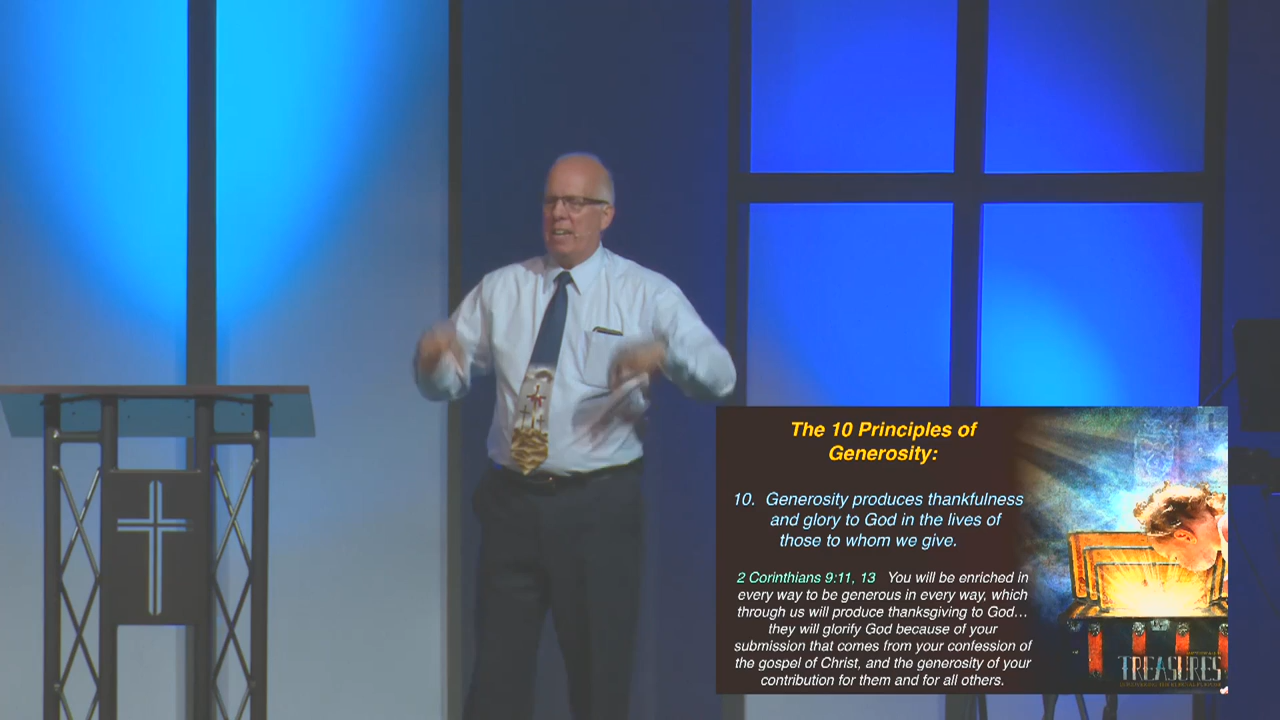 The 10 Principles of
Generosity:
10. Generosity produces thankfulness
and glory to God in the lives of
those to whom we give.
2 Corinthians 9:11, 13 You will be enriched in
every way to be generous in every way, which
through us will produce thanksgiving to God…
they will glorify God because of your
submission that comes from your confession of
the gospel of Christ, and the generosity of your
contribution for them and for all others.
TREASURES